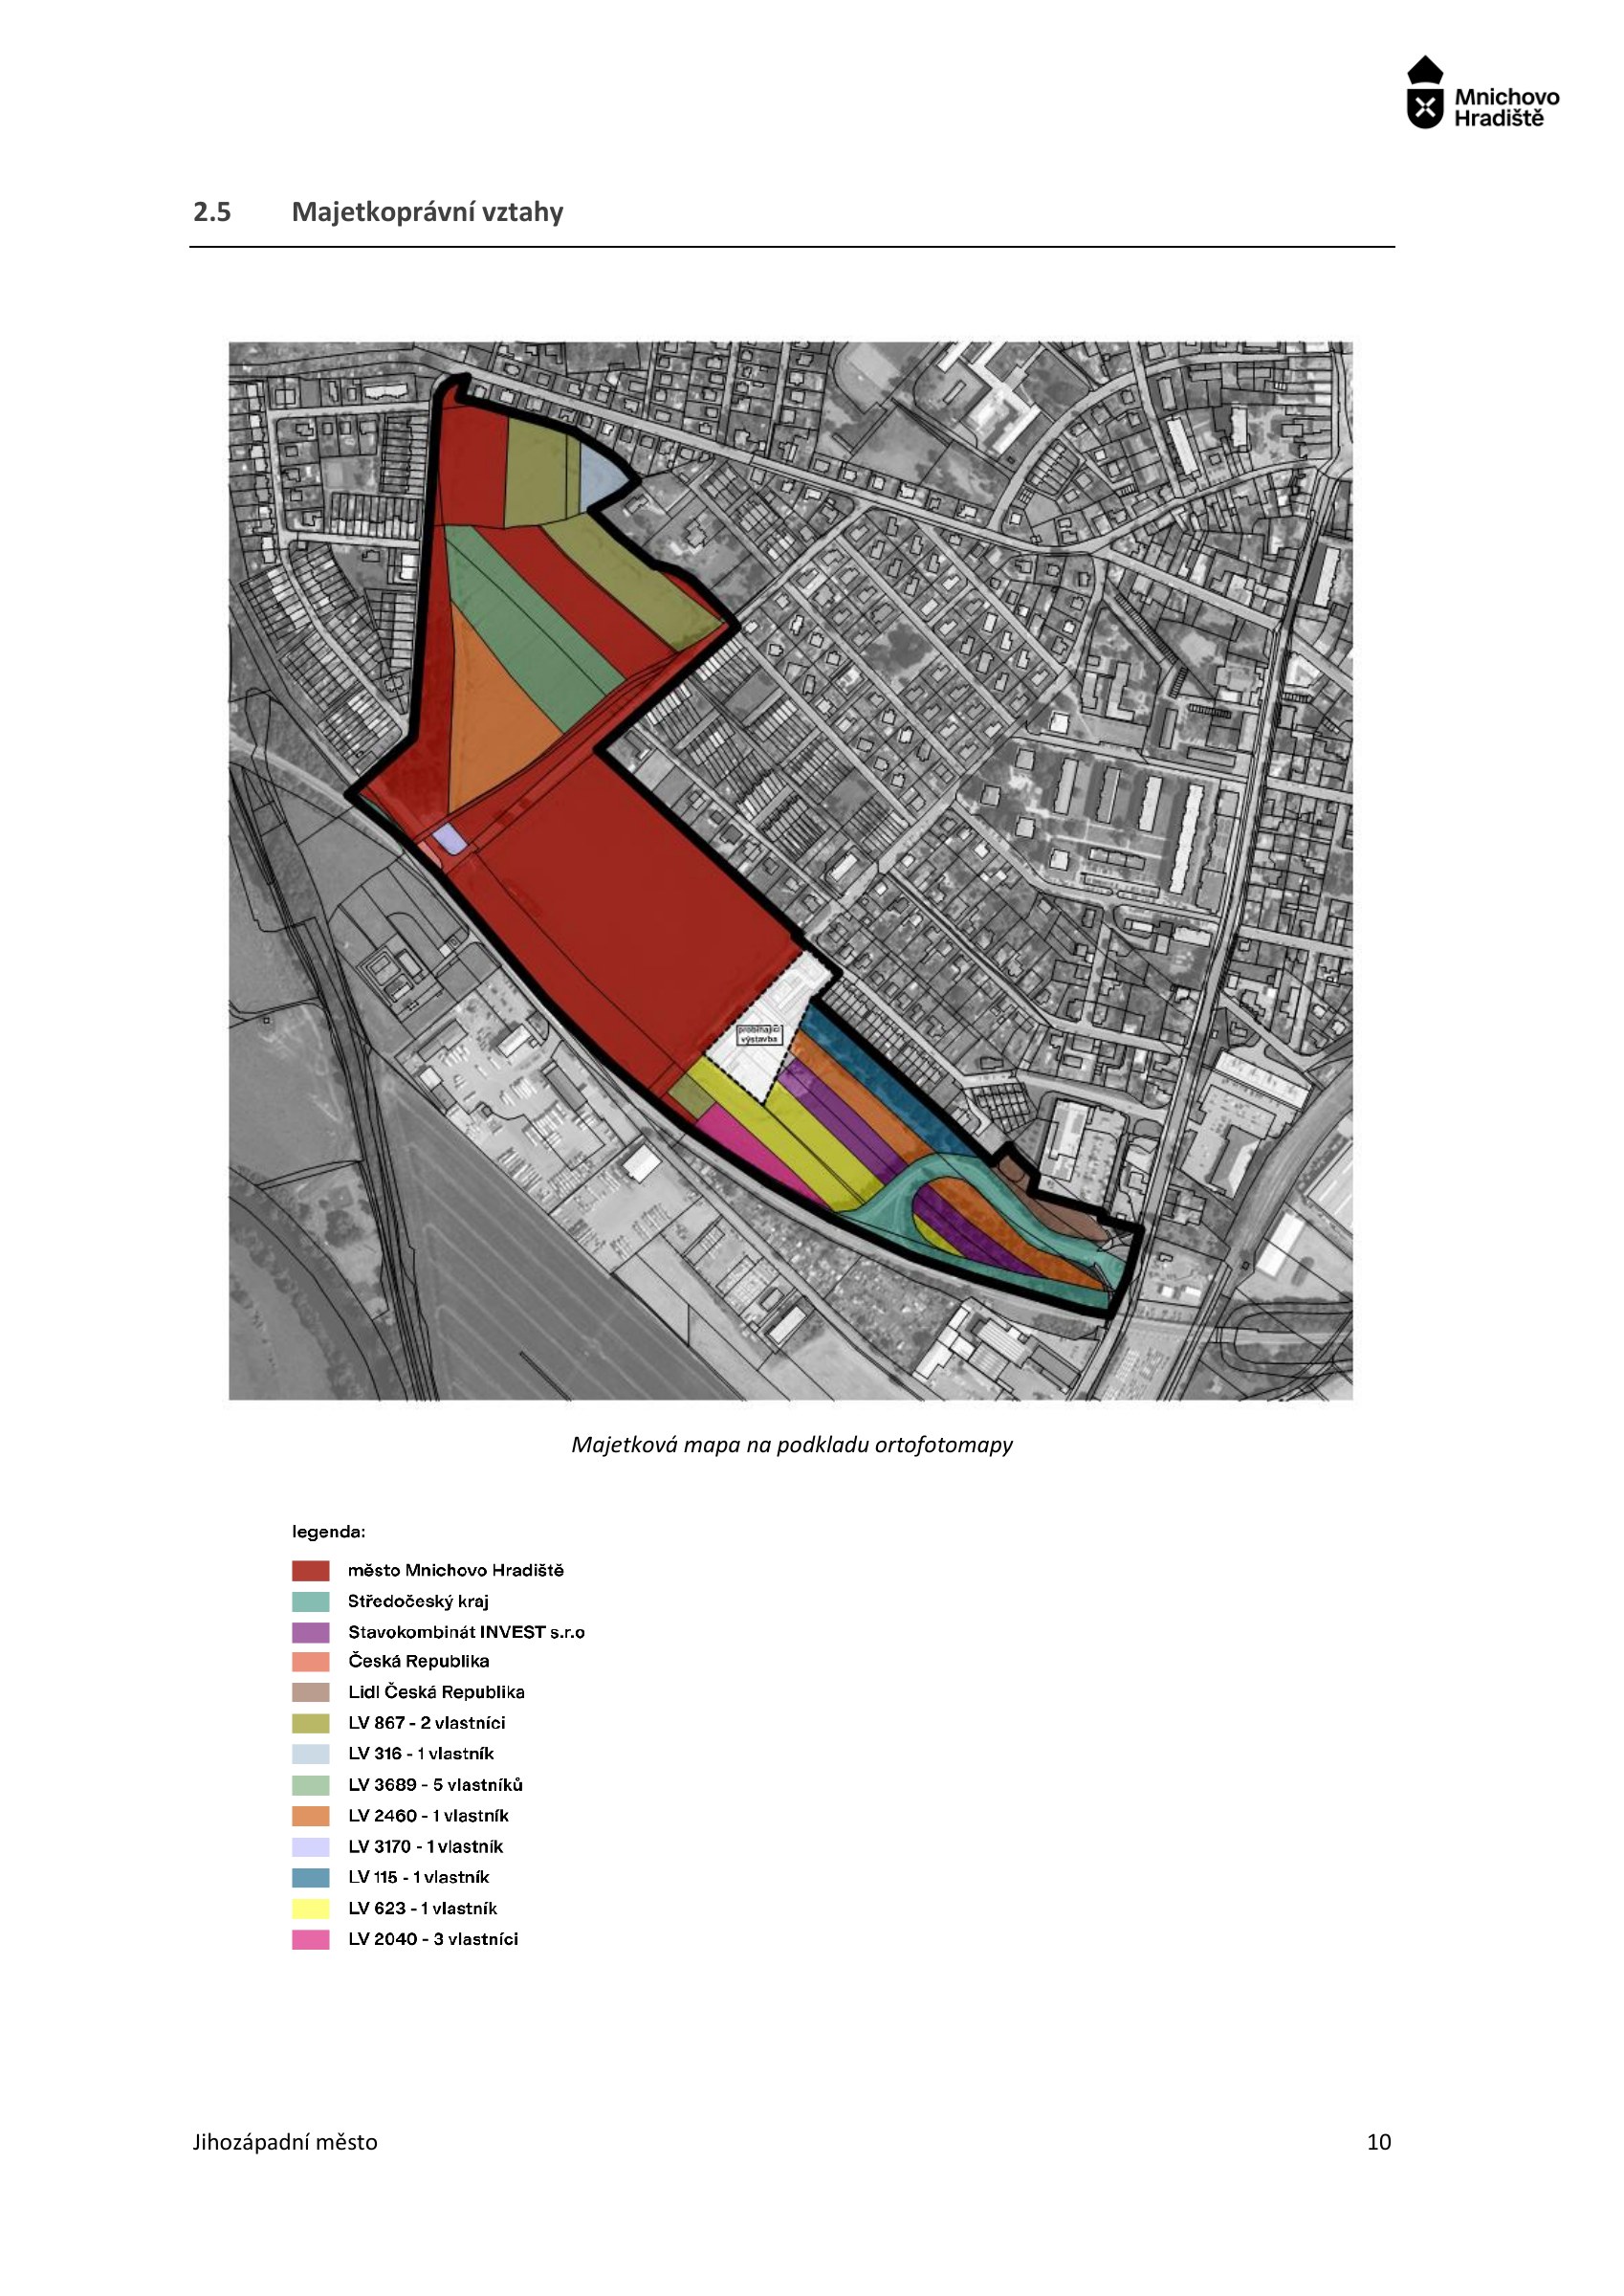 Mnichovo
Hradiště
2.5 Majetkoprávní vztahy
probíhající
výstavba
Majetková mapa na podkladu ortofotomapy
legenda:
město Mnichovo Hradiště
Středočeský kraj
Stavokombinát INVEST s.r.o
Česká Republika
Lidl Česká Republika
LV 867 - 2 vlastníci
LV 316 - 1 vlastník
LV 3689 - 5 vlastníků
LV 2460 - 1 vlastník
LV 3170 - 1 vlastník
LV 115 - 1 vlastník
LV 623 - 1 vlastník
LV 2040 - 3 vlastníci
Jihozápadní město 10